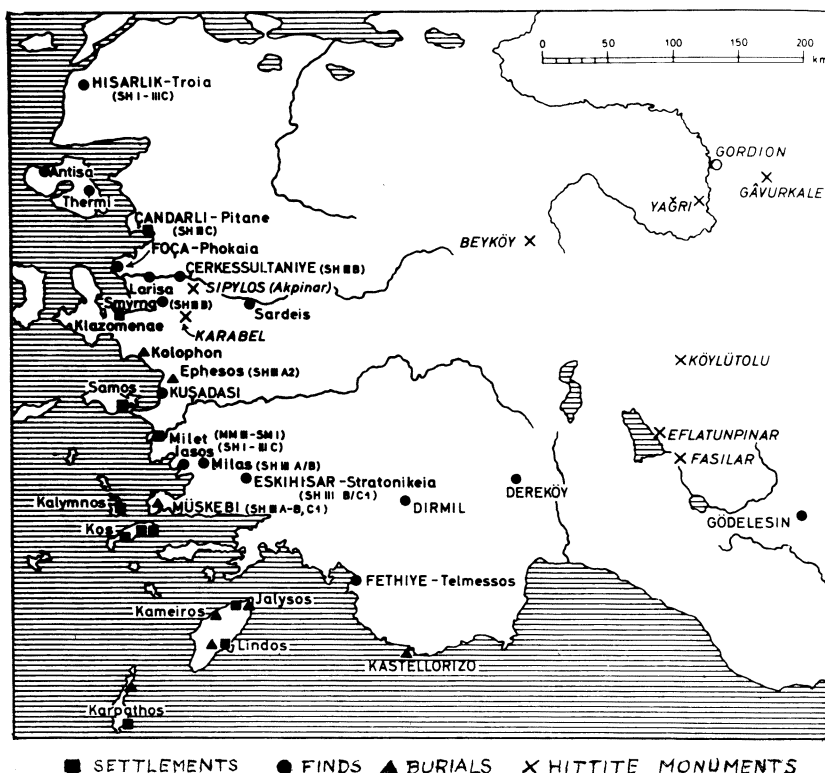 0 50 100 150 200
km
HISARLIK-Troia
(SH I-IIIC)
GORDION
Antisa
GÂVURKALE
Thermi
YAĞRI
ÇANDARLI-Pitane
(SH III C)
BEYKÖY
FOÇA-Phokaia
ÇERKESSULTANIYE (SH III B)
Larisa
SIPYLOS (Akpinar)
Smyrna (SH III B)
Sardeis
Klazomenae
KARABEL
Kolophon
KÖYLÜTOLU
Ephesos (SH III A2)
Samos
KUŞADASI
EFLATUNPINAR
Milet (MM III-SM I)
(SH I-III C)
Iasos
FASILAR
Milas (SH III A/B)
ESKIHISAR-Stratonikeia
(SH III B/C1)
DEREKÖY
Kalymnos
MÜSKEBI (SH III A-B, C1)
DIRMIL
GÖDELESIN
Kos
FETHIYE-Telmessos
Jalysos
Kameiros
Lindos
KASTELLORIZO
Karpathos
SETTLEMENTS FINDS BURIALS HITTITE MONUMENTS